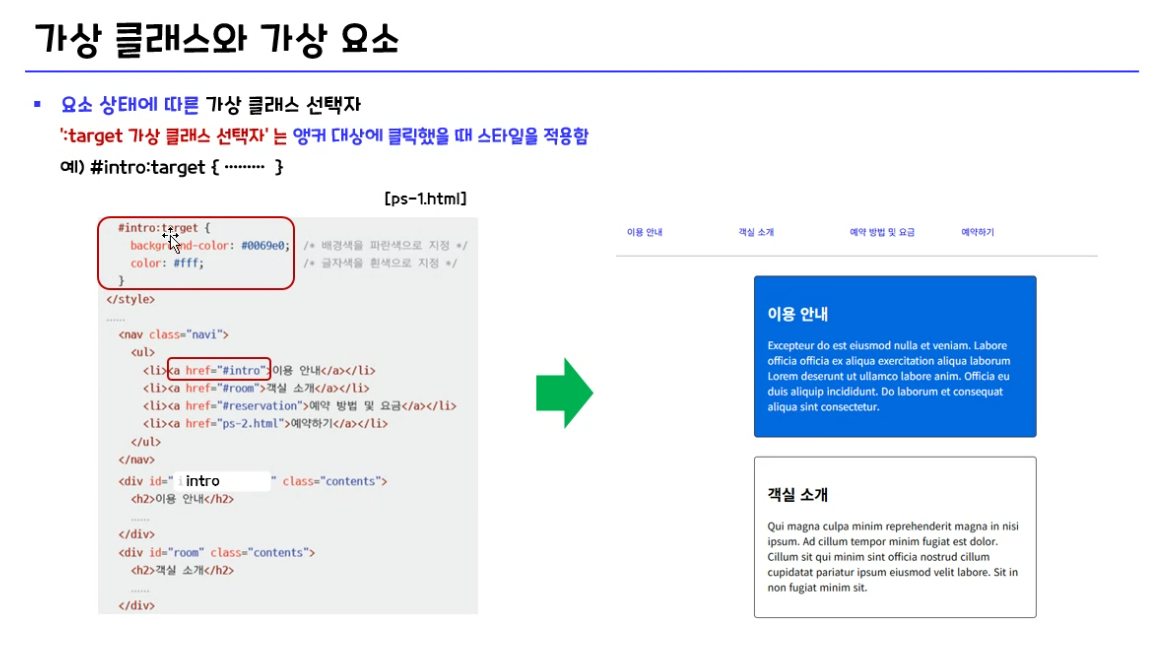 가상 클래스와 가상 요소
요소 상태에 따른 가상 클래스 선택자
':target 가상 클래스 선택자' 는 앵커 대상에 클릭했을 때 스타일을 적용함
예) #intro:target { ········· }
[ps-1.html]
#intro:target {
background-color: #0069e0; /* 배경색을 파란색으로 지정 */
color: #fff; /* 글자색을 흰색으로 지정 */
}
</style>
......
<nav class="navi">
<ul>
<li><a href="#intro">이용 안내</a></li>
<li><a href="#room">객실 소개</a></li>
<li><a href="#reservation">예약 방법 및 요금</a></li>
<li><a href="ps-2.html">예약하기</a></li>
</ul>
</nav>
<div id="intro" class="contents">
<h2>이용 안내</h2>
......
</div>
<div id="room" class="contents">
<h2>객실 소개</h2>
......
</div>
이용 안내 객실 소개 예약 방법 및 요금 예약하기
이용 안내
Excepteur do est eiusmod nulla et veniam. Labore
officia officia ex aliqua exercitation aliqua laborum
Lorem deserunt ut ullamco labore anim. Officia eu
duis aliquip incididunt. Do laborum et consequat
aliqua sint consectetur.
객실 소개
Qui magna culpa minim reprehenderit magna in nisi
ipsum. Ad cillum tempor minim fugiat est dolor.
Cillum sit qui minim sint officia nostrud cillum
cupidatat pariatur ipsum eiusmod velit labore. Sit in
non fugiat minim sit.